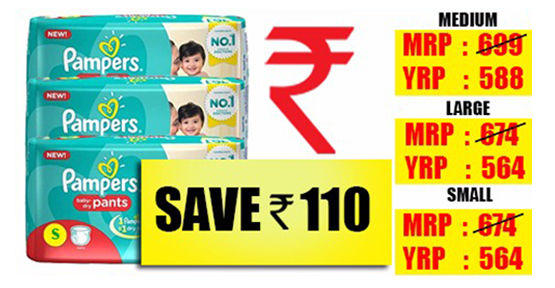 NEW!
Pampers
NO.1
NEW!
Pampers
NO.1
NEW!
Pampers
baby-dry
pants
S
SAVE ₹ 110
₹
MEDIUM
MRP : 699
YRP : 588
LARGE
MRP : 674
YRP : 564
SMALL
MRP : 674
YRP : 564